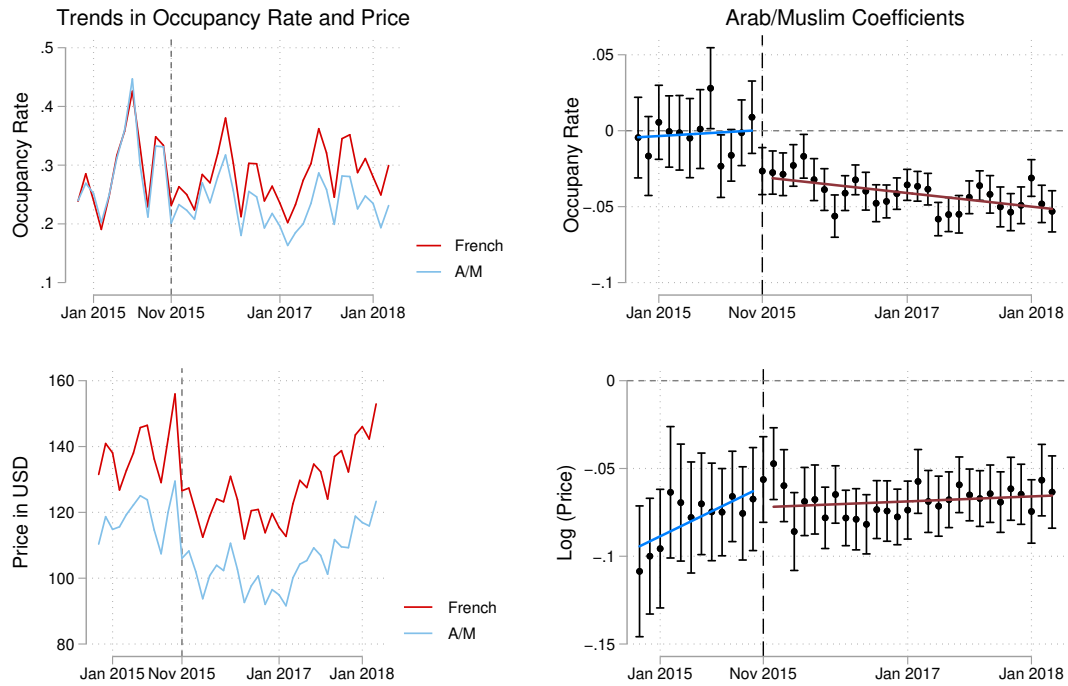 Trends in Occupancy Rate and Price
Occupancy Rate
.5
.4
.3
.2
.1
Jan 2015 Nov 2015 Jan 2017 Jan 2018
French
A/M
Arab/Muslim Coefficients
Occupany Rate
.05
0
−.05
−.1
Jan 2015 Nov 2015 Jan 2017 Jan 2018
Price in USD
160
140
120
100
80
Jan 2015 Nov 2015 Jan 2017 Jan 2018
French
A/M
Log (Price)
0
−.05
−.1
−.15
Jan 2015 Nov 2015 Jan 2017 Jan 2018